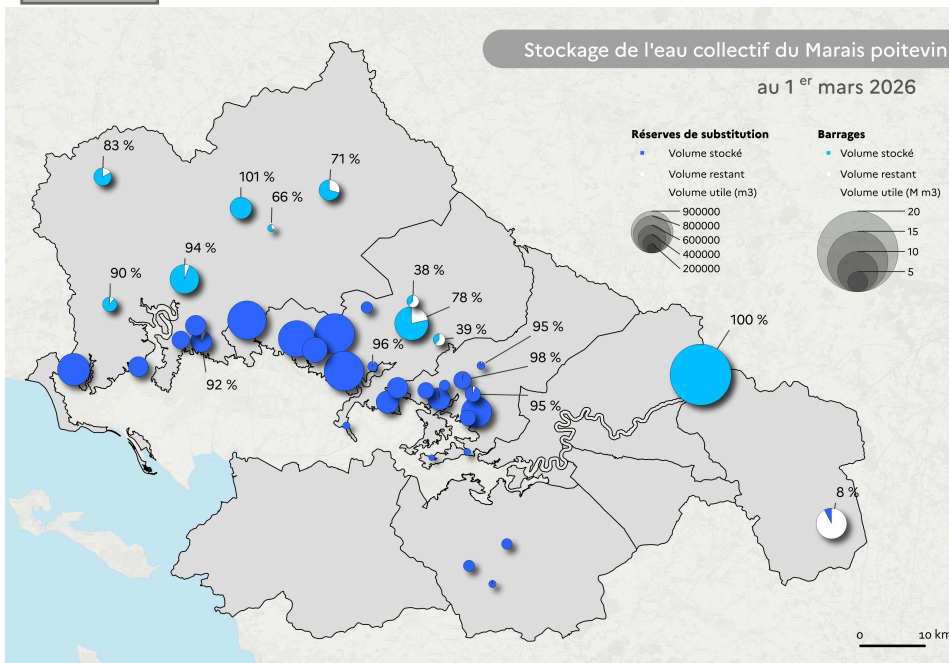 Stockage de l'eau collectif du Marais poitevin
au 1er mars 2026
Réserves de substitution
Volume stocké
Volume restant
Volume utile (m3)
900000
800000
600000
400000
200000
Barrages
Volume stocké
Volume restant
Volume utile (M m3)
20
15
10
5
83 %
101 %
66 %
71 %
94 %
90 %
38 %
78 %
39 %
95 %
96 %
98 %
92 %
95 %
100 %
8 %
0 10 km